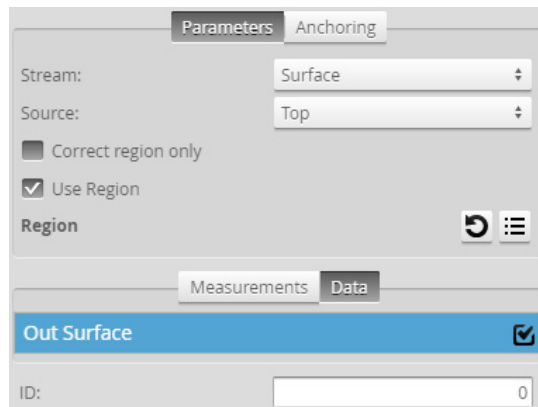 Parameters Anchoring
Stream: Surface
Source: Top
Correct region only
Use Region
Region
Measurements Data
Out Surface
ID: 0